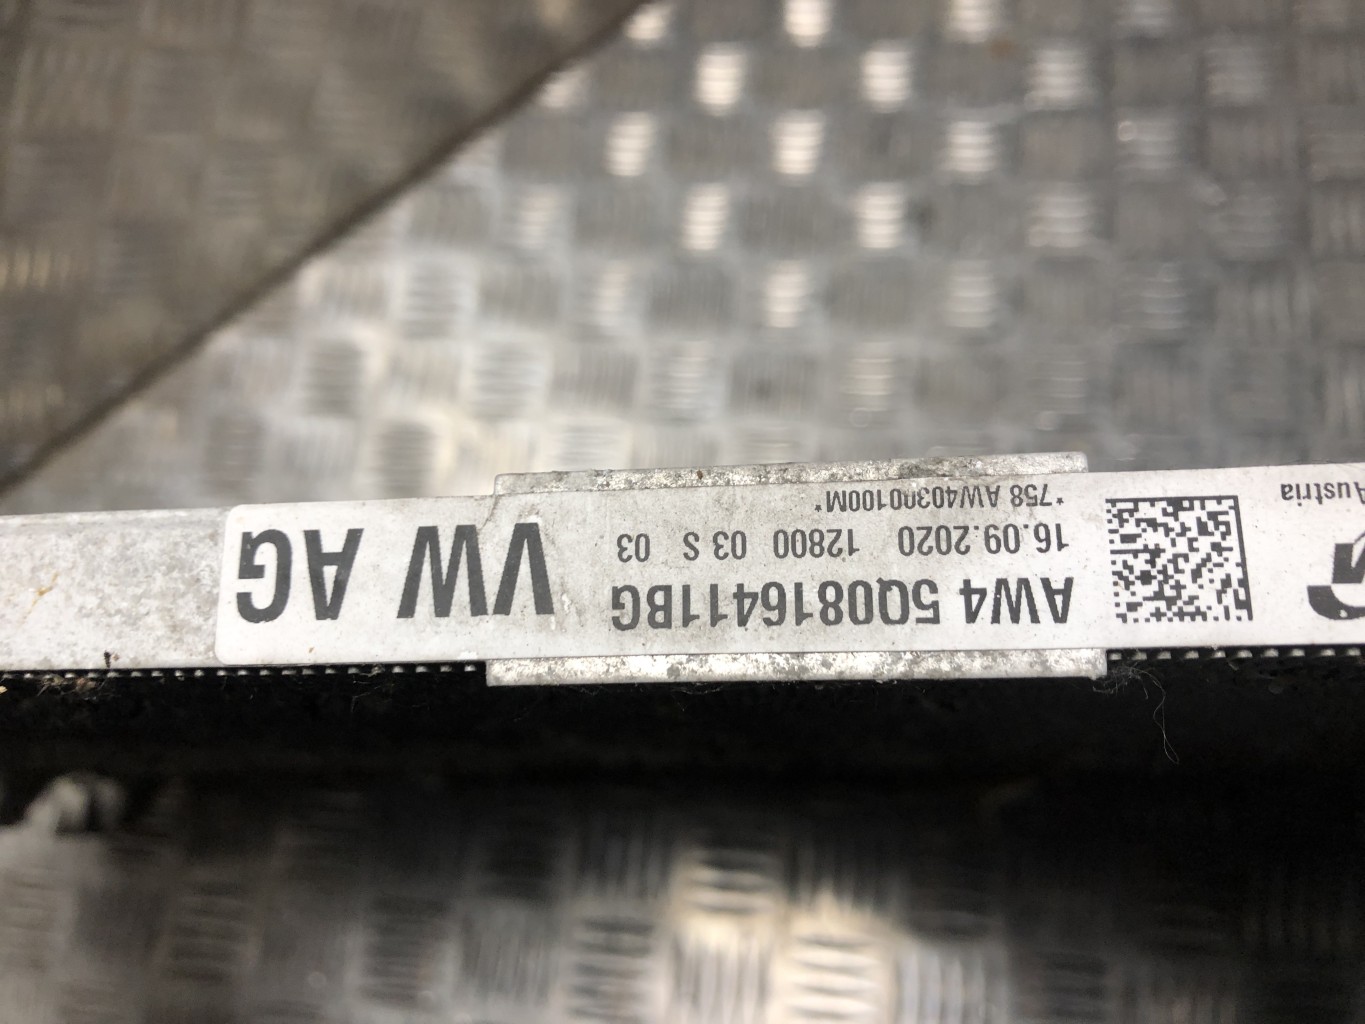 Austria
AW4 5Q0816411BG
16.09.2020 12800 03 S 03
*758 AW40300100M*
VW AG